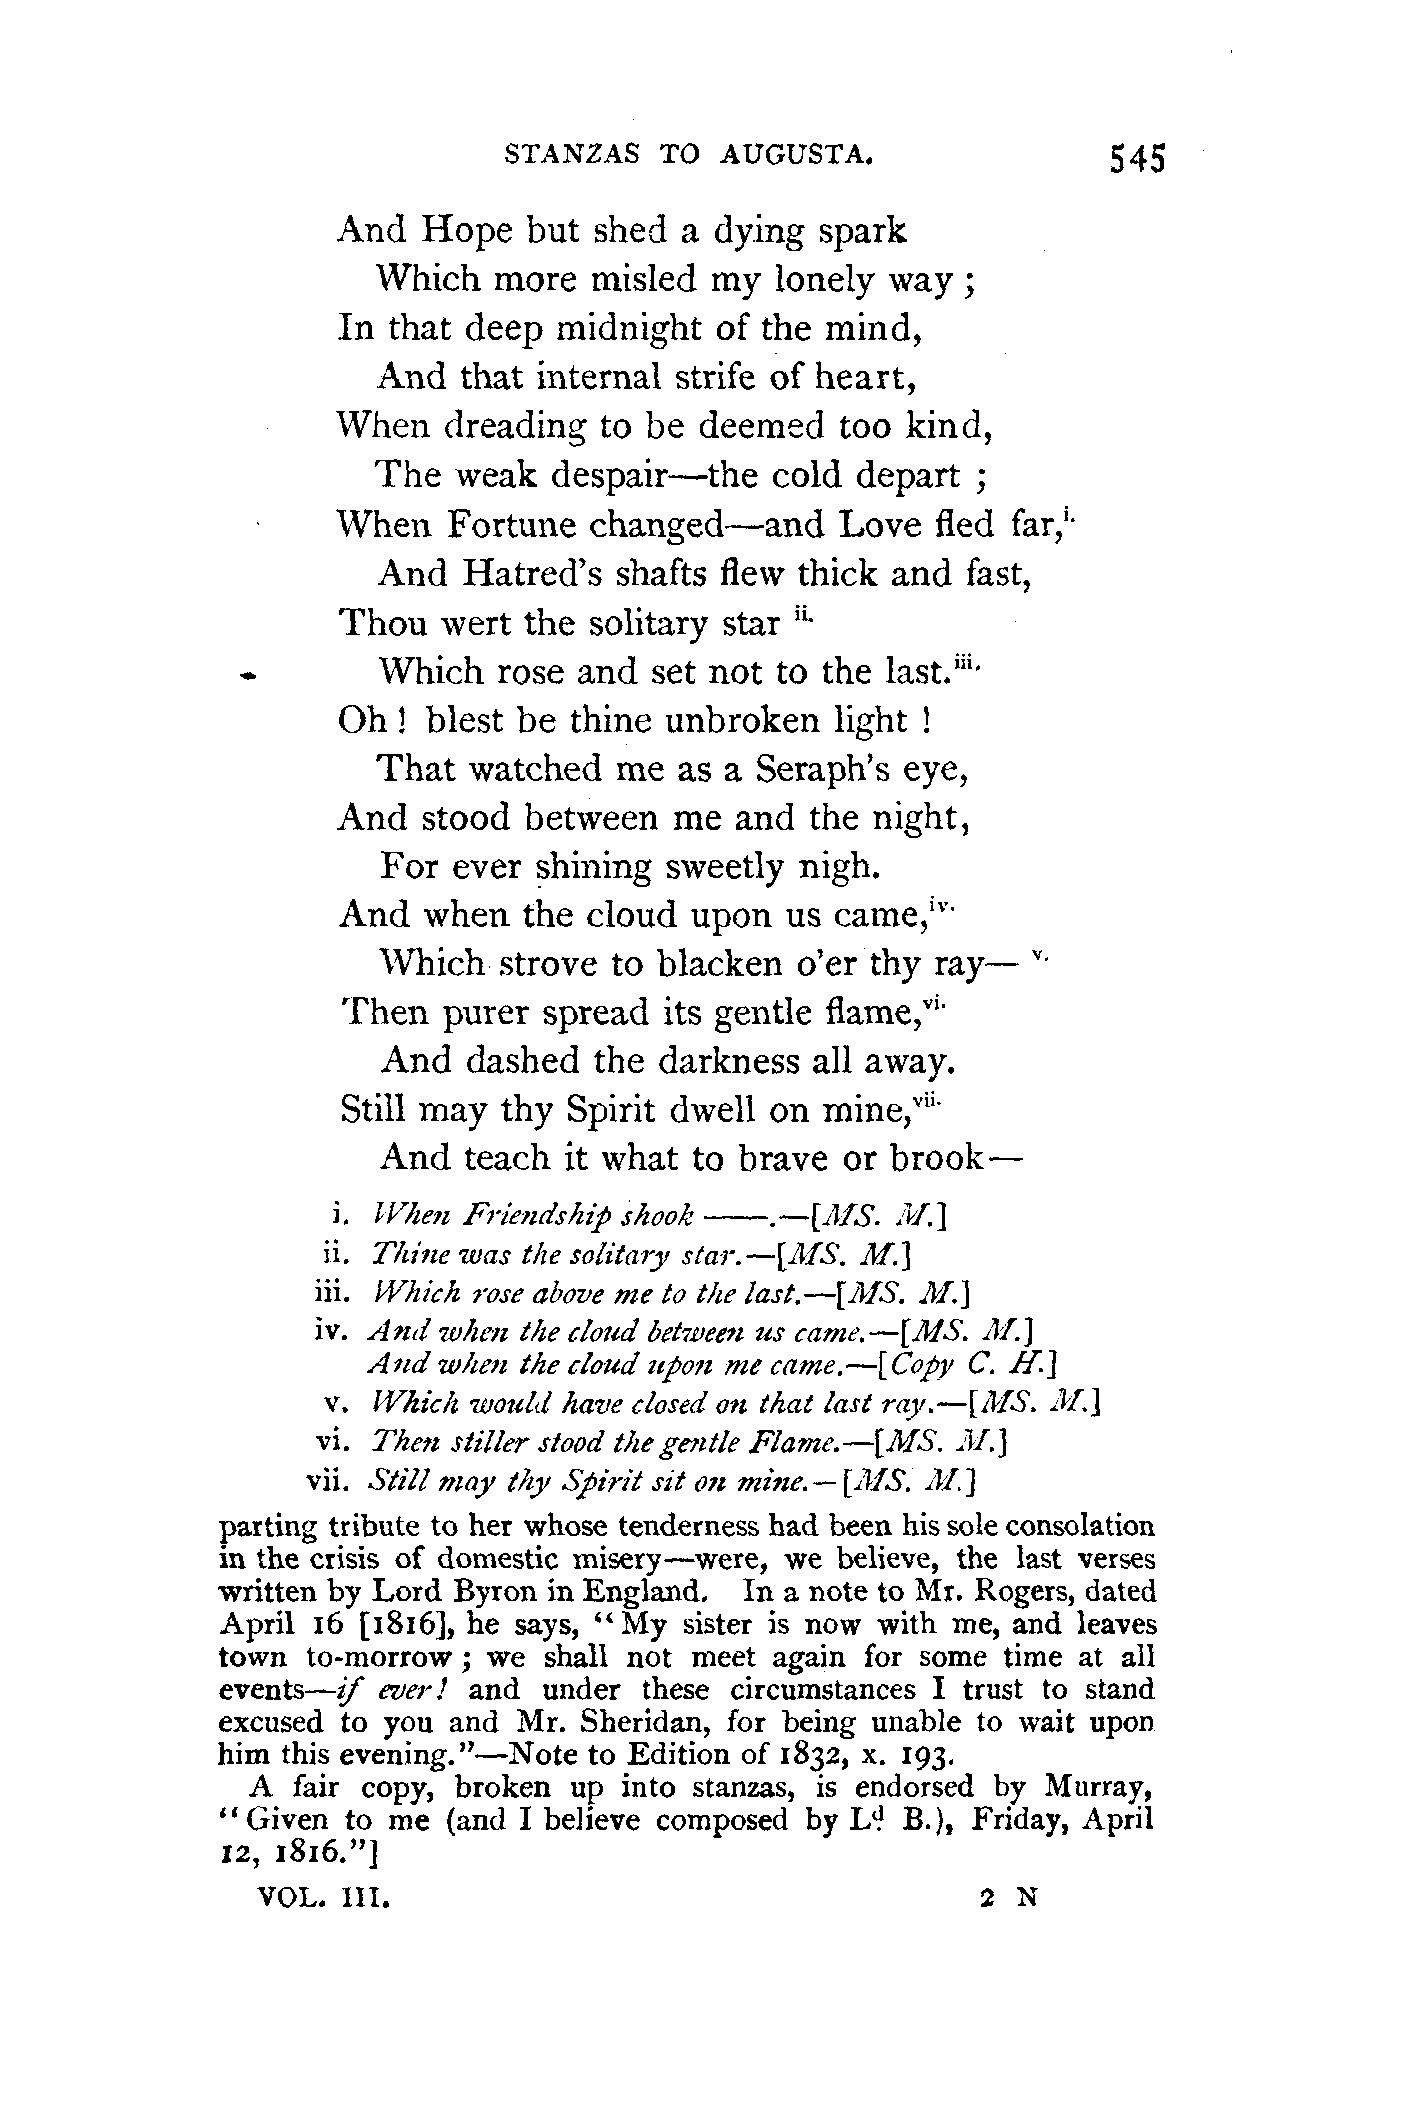 STANZAS TO AUGUSTA. 545
And Hope but shed a dying spark
Which more misled my lonely way ;
In that deep midnight of the mind,
And that internal strife of heart,
When dreading to be deemed too kind,
The weak despair—the cold depart ;
When Fortune changed—and Love fled far,i.
And Hatred's shafts flew thick and fast,
Thou wert the solitary star ii.
Which rose and set not to the last.iii.
Oh ! blest be thine unbroken light !
That watched me as a Seraph's eye,
And stood between me and the night,
For ever shining sweetly nigh.
And when the cloud upon us came,iv.
Which strove to blacken o'er thy ray— v.
Then purer spread its gentle flame,vi.
And dashed the darkness all away.
Still may thy Spirit dwell on mine,vii.
And teach it what to brave or brook—
i. When Friendship shook ——.—[MS. M.]
ii. Thine was the solitary star.—[MS. M.]
iii. Which rose above me to the last.—[MS. M.]
iv. And when the cloud between us came.—[MS. M.]
And when the cloud upon me came.—[Copy C. H.]
v. Which would have closed on that last ray.—[MS. M.]
vi. Then stiller stood the gentle Flame.—[MS. M.]
vii. Still may thy Spirit sit on mine.—[MS. M.]
parting tribute to her whose tenderness had been his sole consolation
in the crisis of domestic misery—were, we believe, the last verses
written by Lord Byron in England. In a note to Mr. Rogers, dated
April 16 [1816], he says, "My sister is now with me, and leaves
town to-morrow ; we shall not meet again for some time at all
events—if ever! and under these circumstances I trust to stand
excused to you and Mr. Sheridan, for being unable to wait upon
him this evening."—Note to Edition of 1832, x. 193.
A fair copy, broken up into stanzas, is endorsed by Murray,
"Given to me (and I believe composed by Ld. B.), Friday, April
12, 1816."]
VOL. III. 2 N